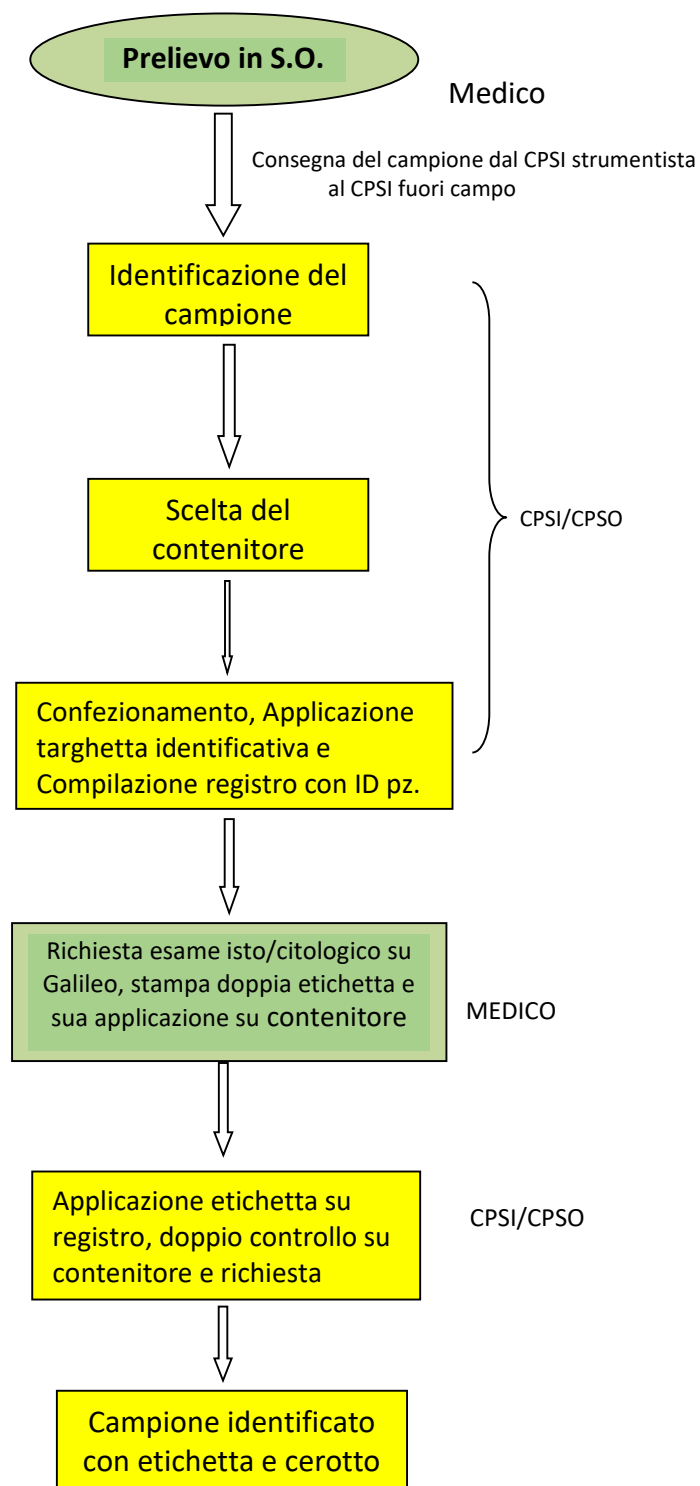 Prelievo in S.O.
Medico
Consegna del campione dal CPSI strumentista
al CPSI fuori campo
Identificazione del
campione
Scelta del
contenitore
CPSI/CPSO
Confezionamento, Applicazione
targhetta identificativa e
Compilazione registro con ID pz.
Richiesta esame isto/citologico su
Galileo, stampa doppia etichetta e
sua applicazione su contenitore
MEDICO
Applicazione etichetta su
registro, doppio controllo su
contenitore e richiesta
CPSI/CPSO
Campione identificato
con etichetta e cerotto